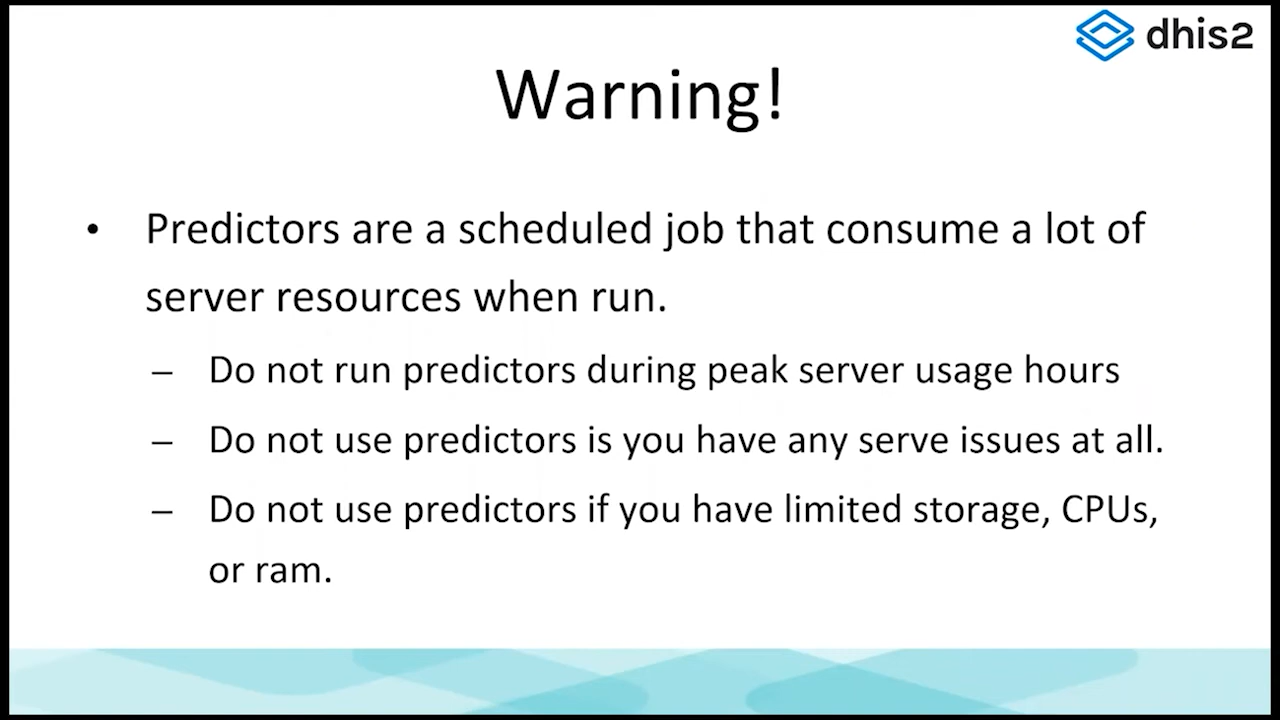 dhis2
Warning!
• Predictors are a scheduled job that consume a lot of
server resources when run.
– Do not run predictors during peak server usage hours
– Do not use predictors is you have any serve issues at all.
– Do not use predictors if you have limited storage, CPUs,
or ram.